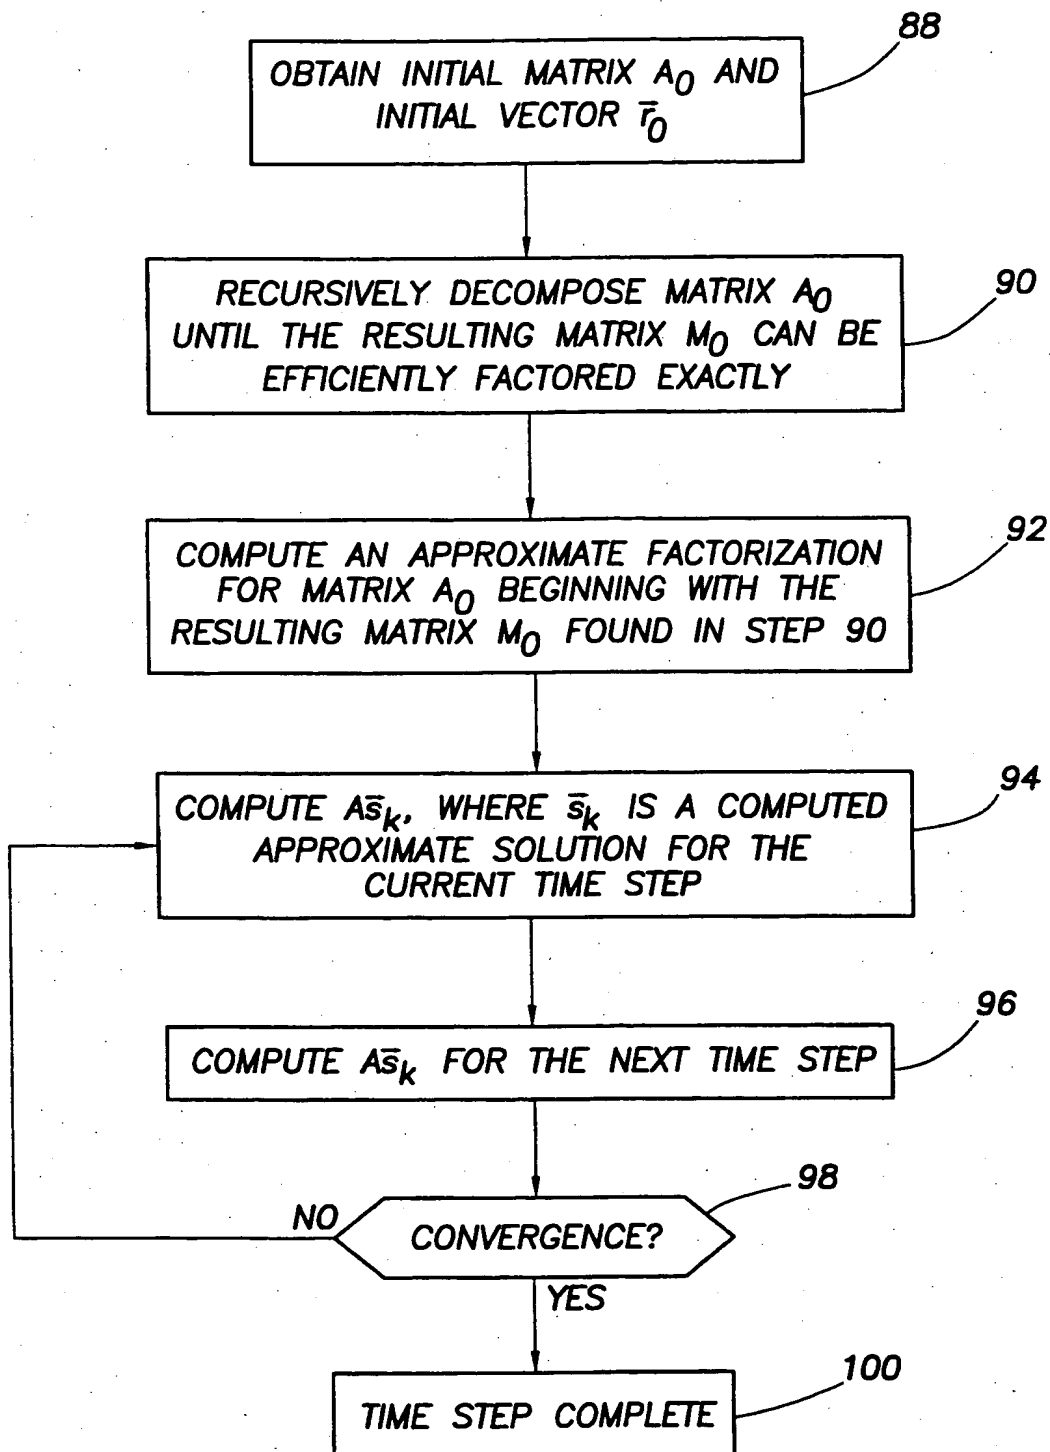 88
OBTAIN INITIAL MATRIX A₀ AND
INITIAL VECTOR r̄₀
90
RECURSIVELY DECOMPOSE MATRIX A₀
UNTIL THE RESULTING MATRIX M₀ CAN BE
EFFICIENTLY FACTORED EXACTLY
92
COMPUTE AN APPROXIMATE FACTORIZATION
FOR MATRIX A₀ BEGINNING WITH THE
RESULTING MATRIX M₀ FOUND IN STEP 90
94
COMPUTE As̄ₖ, WHERE s̄ₖ IS A COMPUTED
APPROXIMATE SOLUTION FOR THE
CURRENT TIME STEP
96
COMPUTE As̄ₖ FOR THE NEXT TIME STEP
98
NO
CONVERGENCE?
YES
100
TIME STEP COMPLETE